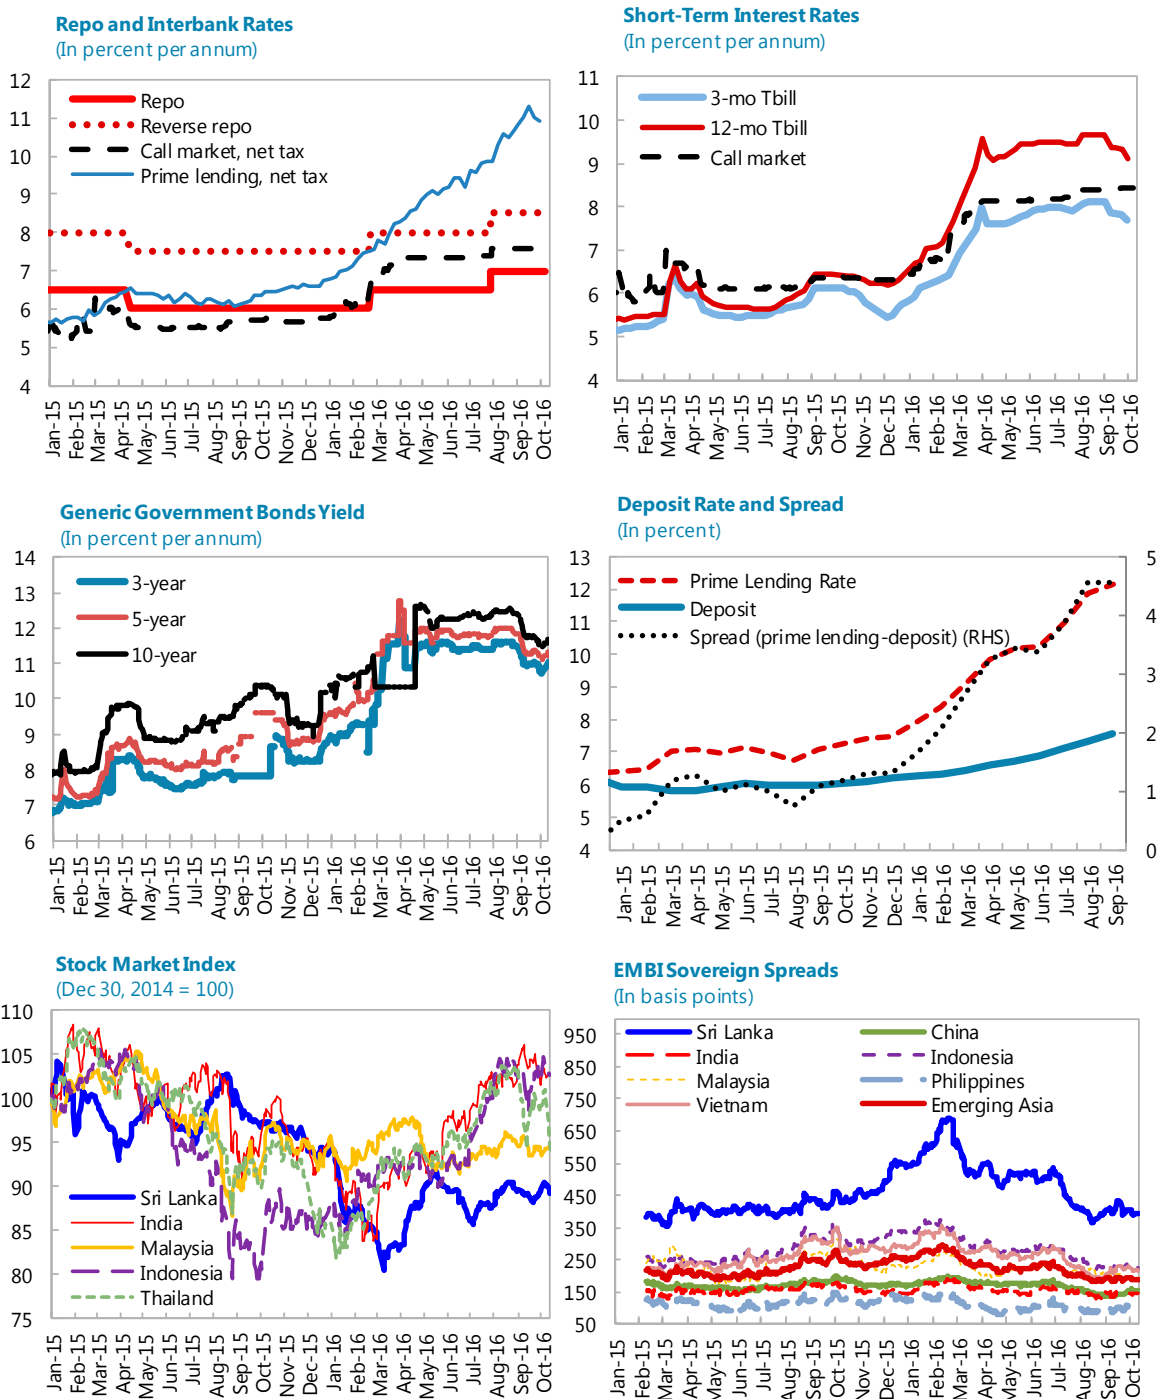 Repo and Interbank Rates
(In percent per annum)
12
11
10
9
8
7
6
5
4
Repo
Reverse repo
Call market, net tax
Prime lending, net tax
Jan-15
Feb-15
Mar-15
Apr-15
May-15
Jun-15
Jul-15
Aug-15
Sep-15
Oct-15
Nov-15
Dec-15
Jan-16
Feb-16
Mar-16
Apr-16
May-16
Jun-16
Jul-16
Aug-16
Sep-16
Oct-16
Short-Term Interest Rates
(In percent per annum)
11
10
9
8
7
6
5
4
3-mo Tbill
12-mo Tbill
Call market
Jan-15
Feb-15
Mar-15
Apr-15
May-15
Jun-15
Jul-15
Aug-15
Sep-15
Oct-15
Nov-15
Dec-15
Jan-16
Feb-16
Mar-16
Apr-16
May-16
Jun-16
Jul-16
Aug-16
Sep-16
Oct-16
Generic Government Bonds Yield
(In percent per annum)
14
13
12
11
10
9
8
7
6
3-year
5-year
10-year
Jan-15
Feb-15
Mar-15
Apr-15
May-15
Jun-15
Jul-15
Aug-15
Sep-15
Oct-15
Nov-15
Dec-15
Jan-16
Feb-16
Mar-16
Apr-16
May-16
Jun-16
Jul-16
Aug-16
Sep-16
Oct-16
Deposit Rate and Spread
(In percent)
13
12
11
10
9
8
7
6
5
4
5
4
3
2
1
0
Prime Lending Rate
Deposit
Spread (prime lending-deposit) (RHS)
Jan-15
Feb-15
Mar-15
Apr-15
May-15
Jun-15
Jul-15
Aug-15
Sep-15
Oct-15
Nov-15
Dec-15
Jan-16
Feb-16
Mar-16
Apr-16
May-16
Jun-16
Jul-16
Aug-16
Sep-16
Stock Market Index
(Dec 30, 2014 = 100)
110
105
100
95
90
85
80
75
Sri Lanka
India
Malaysia
Indonesia
Thailand
Jan-15
Feb-15
Mar-15
Apr-15
May-15
Jun-15
Jul-15
Aug-15
Sep-15
Oct-15
Nov-15
Dec-15
Jan-16
Feb-16
Mar-16
Apr-16
May-16
Jun-16
Jul-16
Aug-16
Sep-16
Oct-16
EMBI Sovereign Spreads
(In basis points)
950
850
750
650
550
450
350
250
150
50
Sri Lanka
China
India
Indonesia
Malaysia
Philippines
Vietnam
Emerging Asia
Jan-15
Feb-15
Mar-15
Apr-15
May-15
Jun-15
Jul-15
Aug-15
Sep-15
Oct-15
Nov-15
Dec-15
Jan-16
Feb-16
Mar-16
Apr-16
May-16
Jun-16
Jul-16
Aug-16
Sep-16
Oct-16